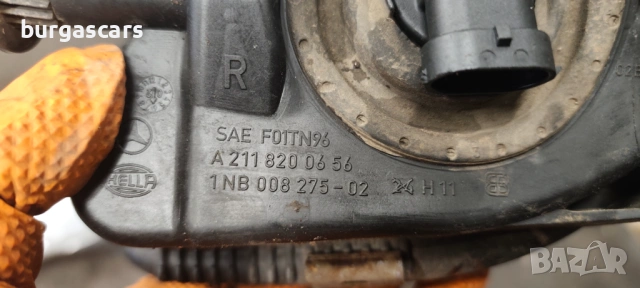 burgascars
R
SAE F01TN96
A 211 820 06 56
1NB 008 275-02 24 H11
HELLA
BAZAR